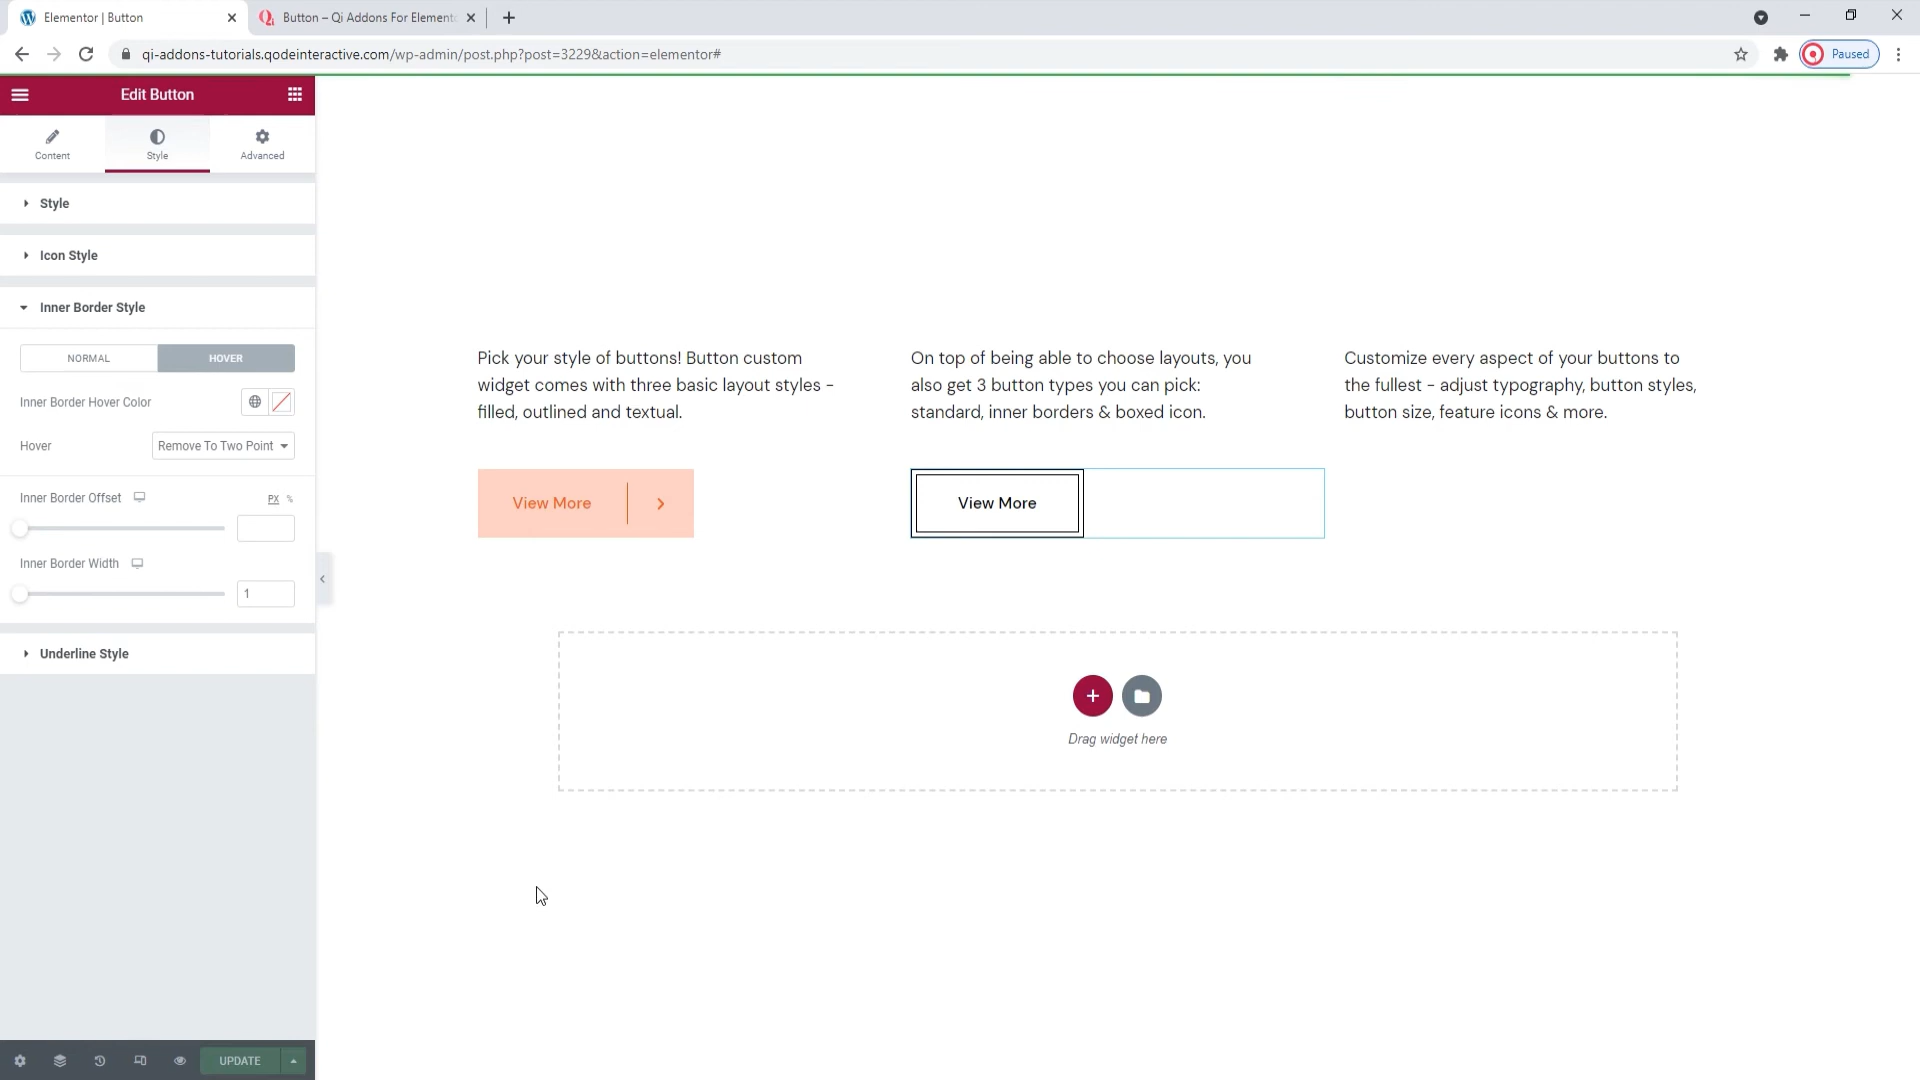 Elementor | Button
Button – Qi Addons For Element
qi-addons-tutorials.qodeinteractive.com/wp-admin/post.php?post=3229&action=elementor#
Paused
Edit Button
Content
Style
Advanced
Style
Icon Style
Inner Border Style
NORMAL
HOVER
Inner Border Hover Color
Hover
Remove To Two Point
Inner Border Offset
PX %
Inner Border Width
1
Underline Style
UPDATE
Pick your style of buttons! Button custom
widget comes with three basic layout styles -
filled, outlined and textual.
View More
On top of being able to choose layouts, you
also get 3 button types you can pick:
standard, inner borders & boxed icon.
View More
Customize every aspect of your buttons to
the fullest - adjust typography, button styles,
button size, feature icons & more.
Drag widget here